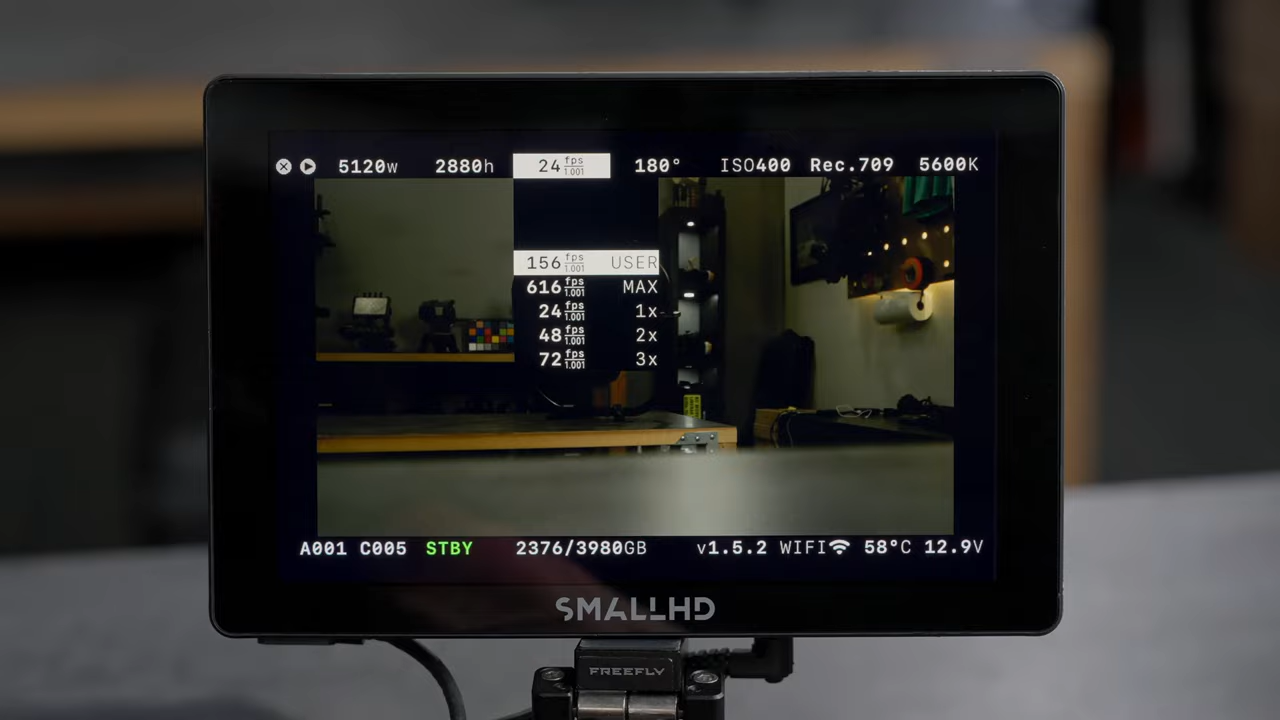 5120w 2880h 24 fps 1.001 180° ISO400 Rec.709 5600K
156 fps 1.001 USER
616 fps 1.001 MAX
24 fps 1.001 1x
48 fps 1.001 2x
72 fps 1.001 3x
A001 C005 STBY 2376/3980GB v1.5.2 WIFI 58°C 12.9V
SMALLHD
FREEFLY